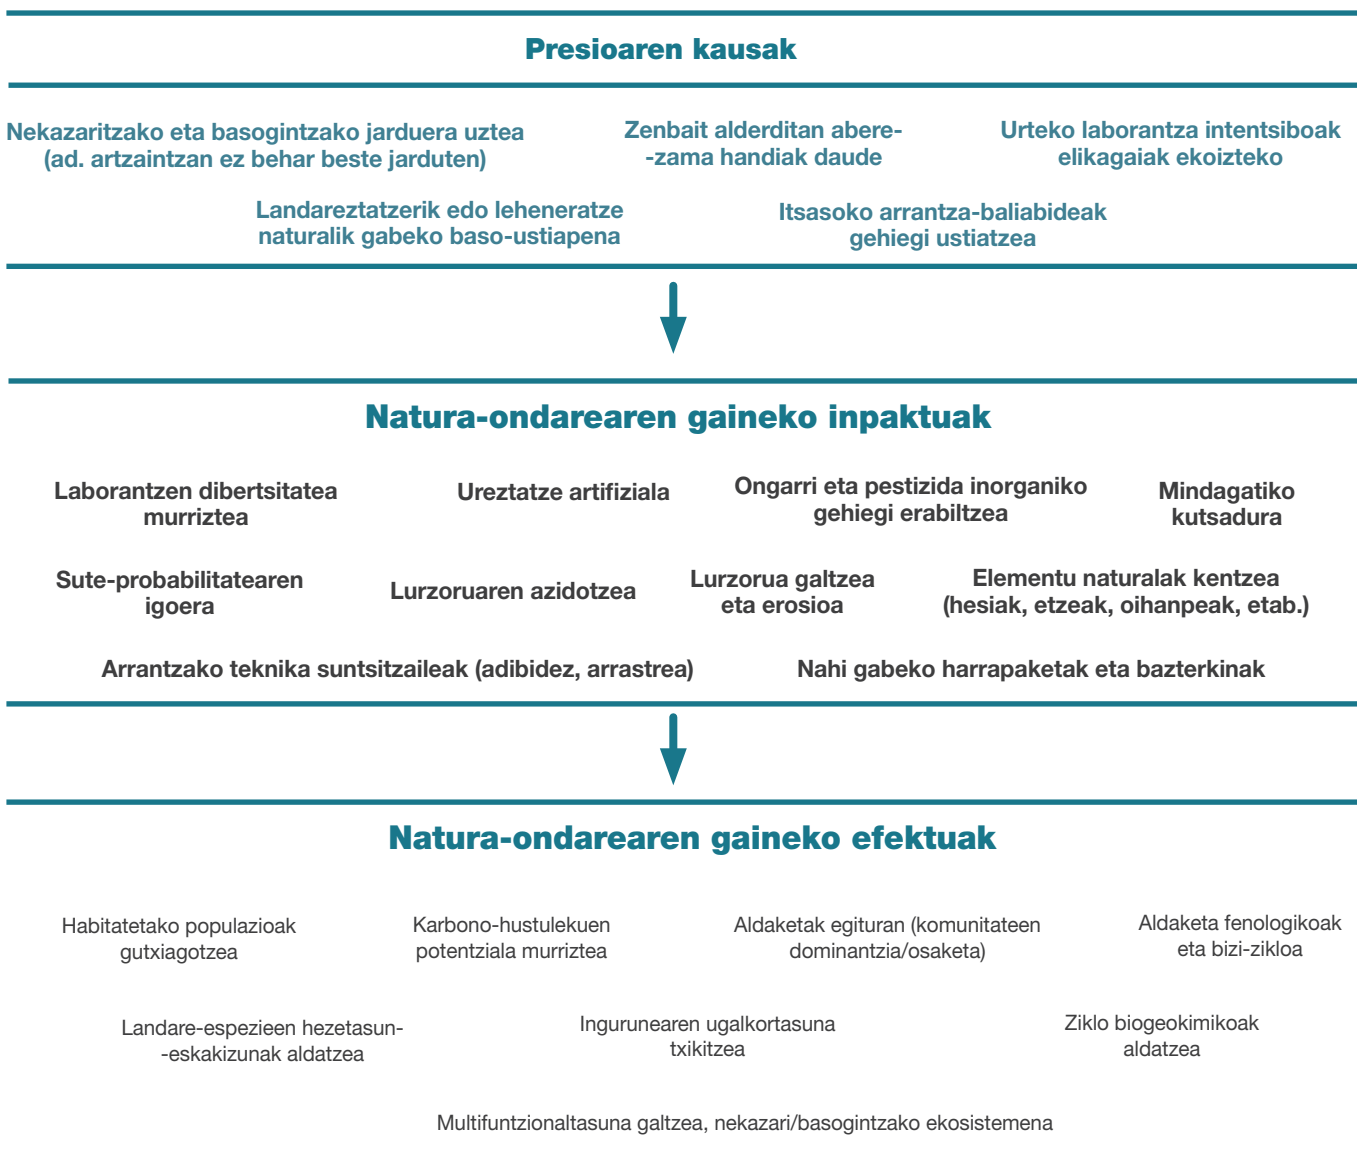 Presioaren kausak
Nekazaritzako eta basogintzako jarduera uztea
(ad. artzaintzan ez behar beste jarduten)
Zenbait alderditan abere-
-zama handiak daude
Urteko laborantza intentsiboak
elikagaiak ekoizteko
Landareztatzerik edo leheneratze
naturalik gabeko baso-ustiapena
Itsasoko arrantza-baliabideak
gehiegi ustiatzea
Natura-ondarearen gaineko inpaktuak
Laborantzen dibertsitatea
murriztea
Ureztatze artifiziala
Ongarri eta pestizida inorganiko
gehiegi erabiltzea
Mindagatiko
kutsadura
Sute-probabilitatearen
igoera
Lurzoruaren azidotzea
Lurzorua galtzea
eta erosioa
Elementu naturalak kentzea
(hesiak, etzeak, oihanpeak, etab.)
Arrantzako teknika suntsitzaileak (adibidez, arrastrea)
Nahi gabeko harrapaketak eta bazterkinak
Natura-ondarearen gaineko efektuak
Habitatetako populazioak
gutxiagotzea
Karbono-hustulekuen
potentziala murriztea
Aldaketak egituran (komunitateen
dominantzia/osaketa)
Aldaketa fenologikoak
eta bizi-zikloa
Landare-espezieen hezetasun-
-eskakizunak aldatzea
Ingurunearen ugalkortasuna
txikitzea
Ziklo biogeokimikoak
aldatzea
Multifuntzionaltasuna galtzea, nekazari/basogintzako ekosistemena